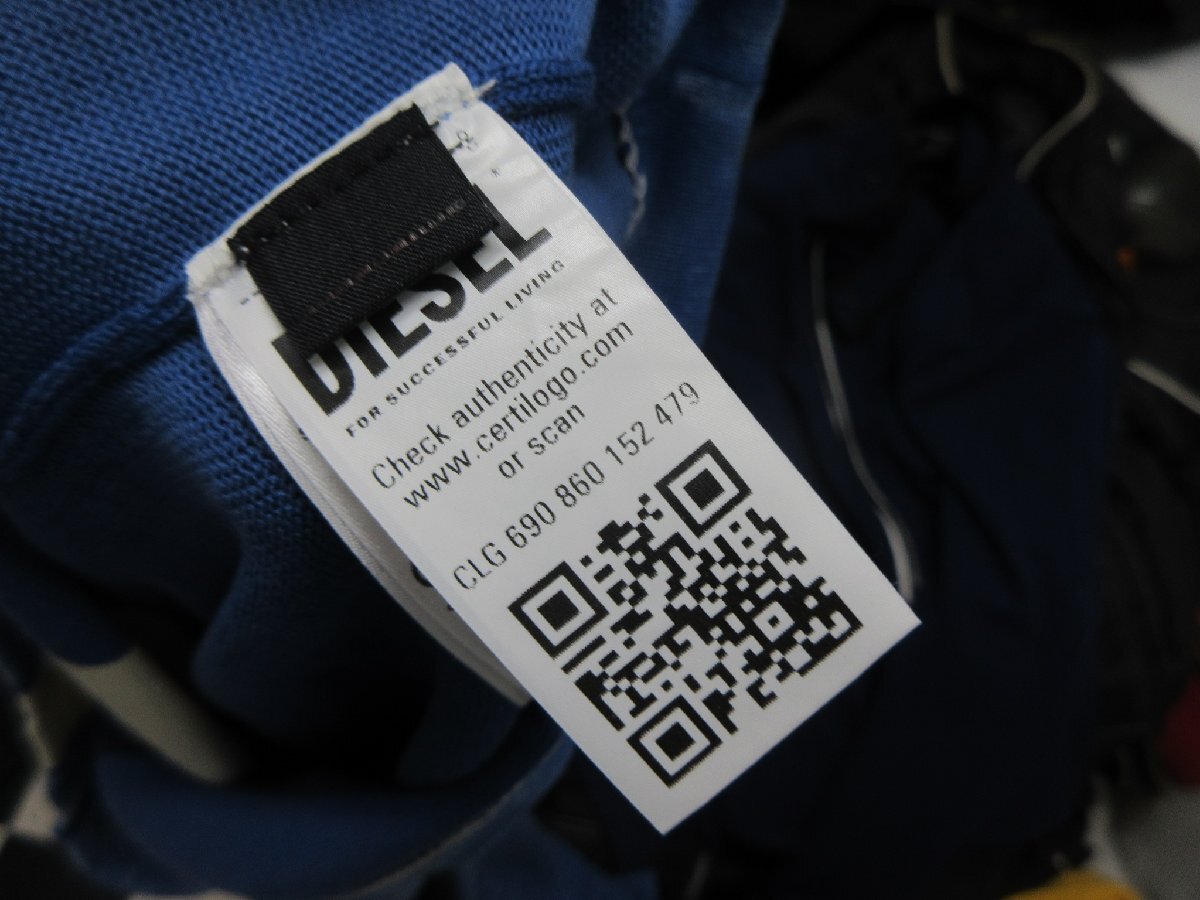 DIESEL
FOR SUCCESSFUL LIVING
Check authenticity at
www.certilogo.com
or scan
CLG 690 860 152 479